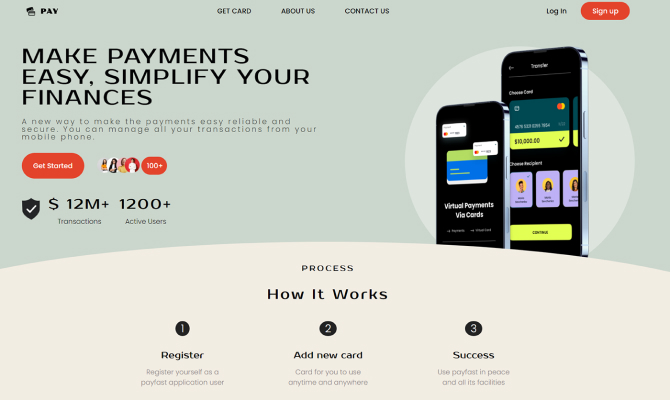 PAY
GET CARD
ABOUT US
CONTACT US
Log In
Sign up
MAKE PAYMENTS
EASY, SIMPLIFY YOUR
FINANCES
A new way to make the payments easy reliable and
secure. You can manage all your transactions from your
mobile phone.
Get Started
100+
$ 12M+
Transactions
1200+
Active Users
Virtual Payments
Via Cards
Payments
Virtual Card
Transfer
Choose Card
$10,000.00
Choose Recipient
CONTINUE
PROCESS
How It Works
1
Register
Register yourself as a
payfast application user
2
Add new card
Card for you to use
anytime and anywhere
3
Success
Use payfast in peace
and all its facilities